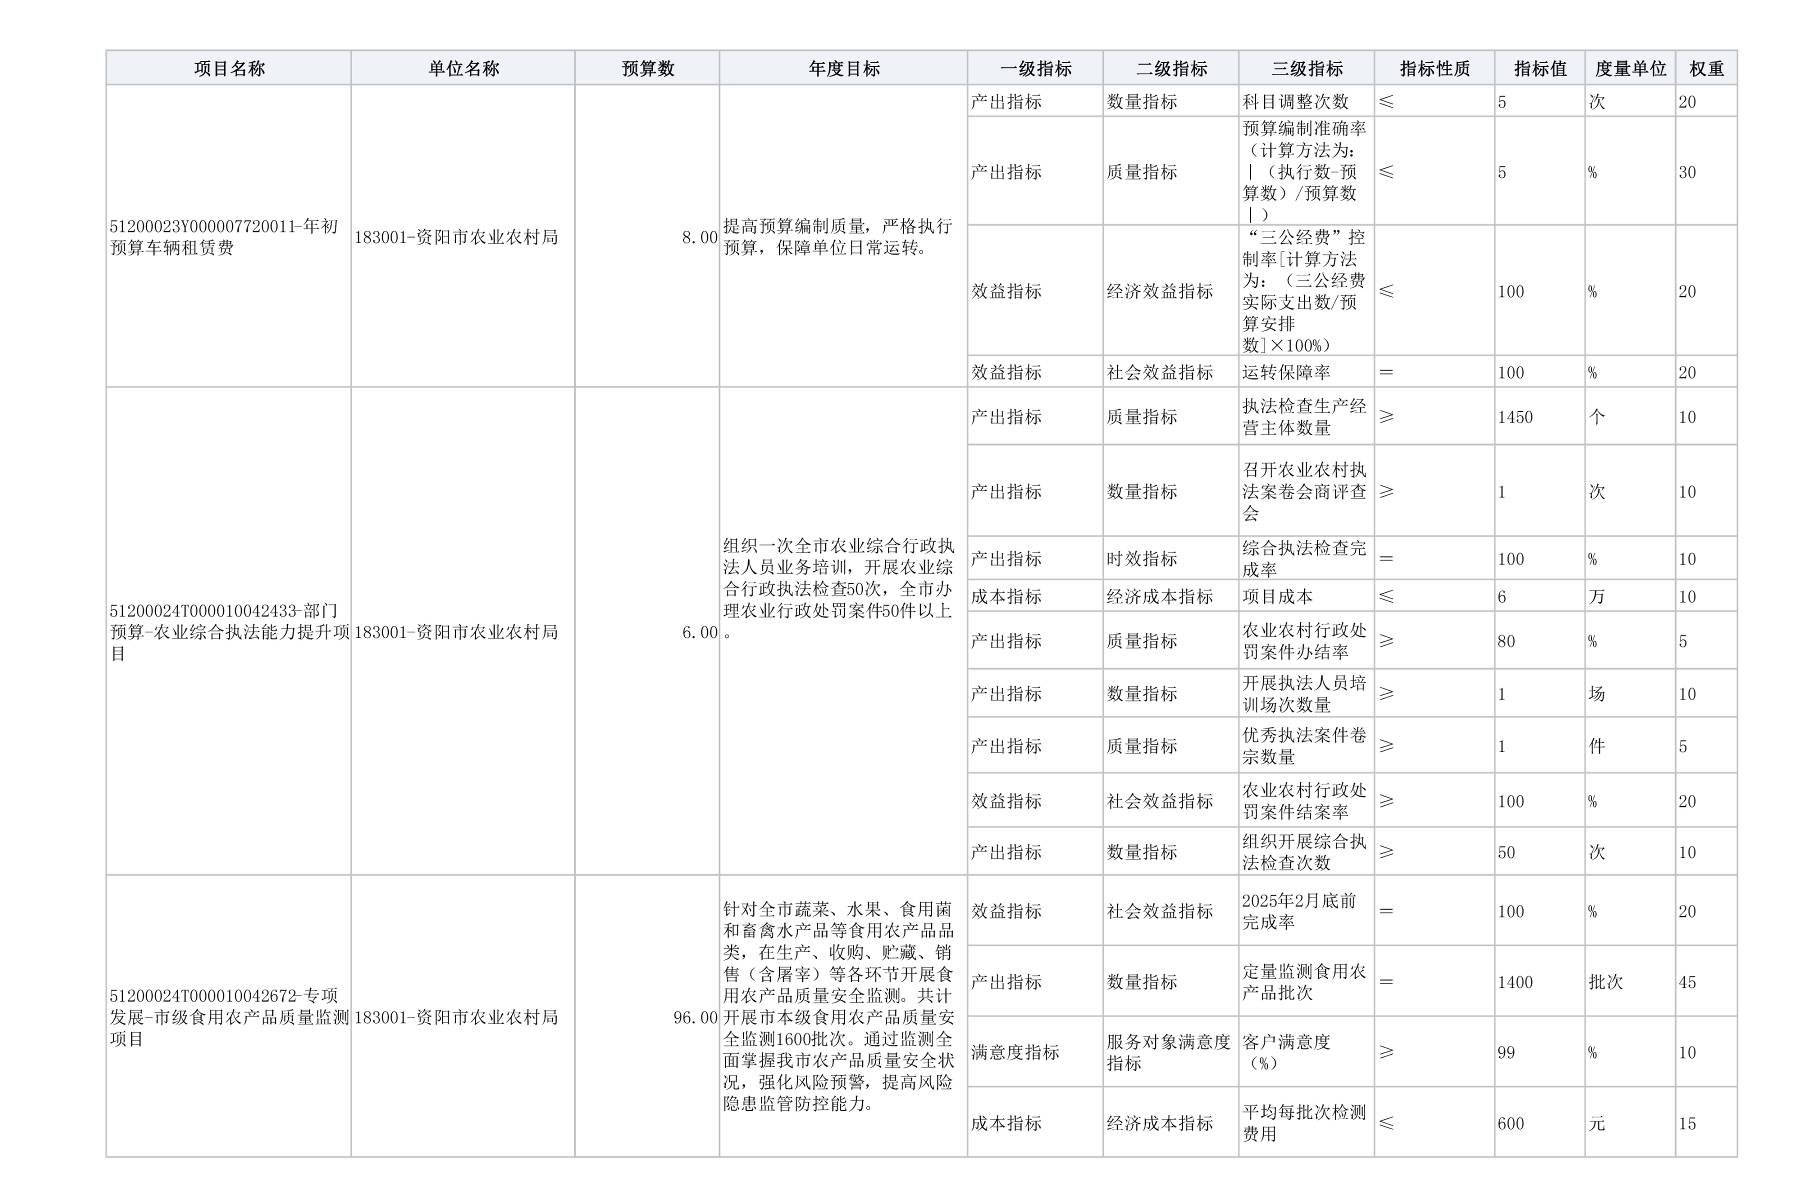 项目名称 单位名称 预算数 年度目标 一级指标 二级指标 三级指标 指标性质 指标值 度量单位 权重
51200023Y000007720011-年初
预算车辆租赁费
183001-资阳市农业农村局
8.00
提高预算编制质量，严格执行
预算，保障单位日常运转。
产出指标 数量指标 科目调整次数 ≤ 5 次 20
产出指标 质量指标
预算编制准确率
（计算方法为：
｜（执行数-预
算数）/预算数
｜）
≤ 5 % 30
效益指标 经济效益指标
“三公经费”控
制率[计算方法
为：（三公经费
实际支出数/预
算安排
数]×100%）
≤ 100 % 20
效益指标 社会效益指标 运转保障率 ＝ 100 % 20
51200024T000010042433-部门
预算-农业综合执法能力提升项
目
183001-资阳市农业农村局
6.00
组织一次全市农业综合行政执
法人员业务培训，开展农业综
合行政执法检查50次，全市办
理农业行政处罚案件50件以上
。
产出指标 质量指标
执法检查生产经
营主体数量
≥ 1450 个 10
产出指标 数量指标
召开农业农村执
法案卷会商评查
会
≥ 1 次 10
产出指标 时效指标
综合执法检查完
成率
＝ 100 % 10
成本指标 经济成本指标 项目成本 ≤ 6 万 10
产出指标 质量指标
农业农村行政处
罚案件办结率
≥ 80 % 5
产出指标 数量指标
开展执法人员培
训场次数量
≥ 1 场 10
产出指标 质量指标
优秀执法案件卷
宗数量
≥ 1 件 5
效益指标 社会效益指标
农业农村行政处
罚案件结案率
≥ 100 % 20
产出指标 数量指标
组织开展综合执
法检查次数
≥ 50 次 10
51200024T000010042672-专项
发展-市级食用农产品质量监测
项目
183001-资阳市农业农村局
96.00
针对全市蔬菜、水果、食用菌
和畜禽水产品等食用农产品品
类，在生产、收购、贮藏、销
售（含屠宰）等各环节开展食
用农产品质量安全监测。共计
开展市本级食用农产品质量安
全监测1600批次。通过监测全
面掌握我市农产品质量安全状
况，强化风险预警，提高风险
隐患监管防控能力。
效益指标 社会效益指标
2025年2月底前
完成率
＝ 100 % 20
产出指标 数量指标
定量监测食用农
产品批次
＝ 1400 批次 45
满意度指标
服务对象满意度
指标
客户满意度
（%）
≥ 99 % 10
成本指标 经济成本指标
平均每批次检测
费用
≤ 600 元 15